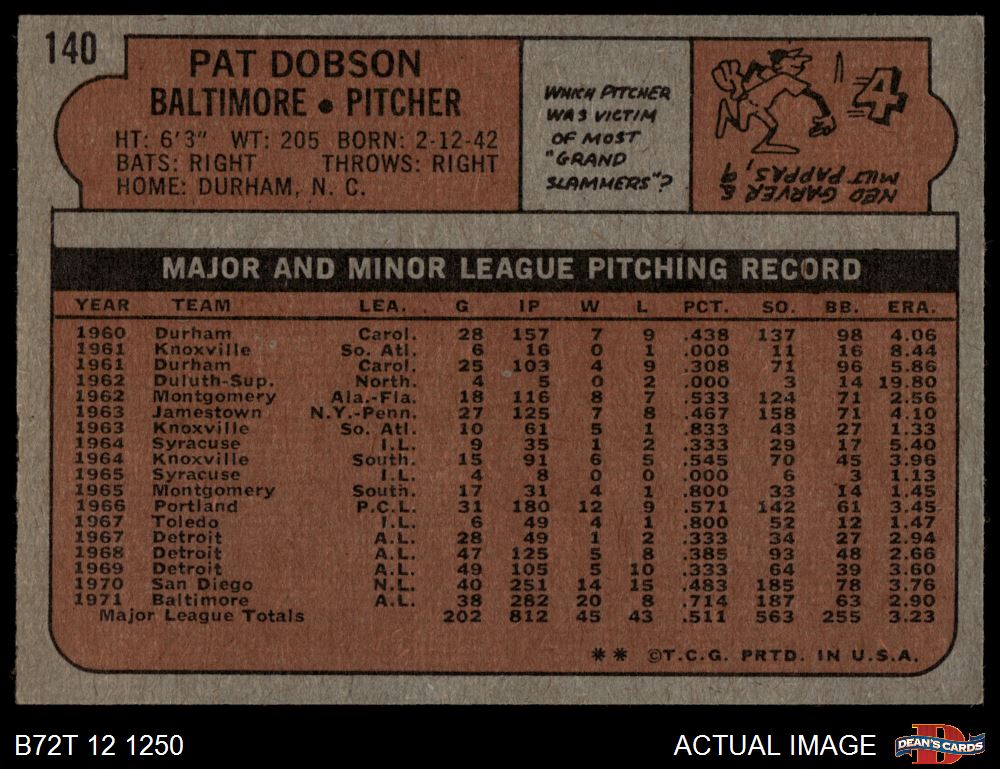 140
PAT DOBSON
BALTIMORE • PITCHER
HT: 6'3" WT: 205 BORN: 2-12-42
BATS: RIGHT THROWS: RIGHT
HOME: DURHAM, N. C.
WHICH PITCHER
WAS VICTIM
OF MOST
"GRAND
SLAMMERS"?
4
NED GARVER &
MILT PAPPAS, 9
MAJOR AND MINOR LEAGUE PITCHING RECORD
YEAR TEAM LEA. G IP W L PCT. SO. BB. ERA.
1960 Durham Carol. 28 157 7 9 .438 137 98 4.06
1961 Knoxville So. Atl. 6 16 0 1 .000 11 16 8.44
1961 Durham Carol. 25 103 4 9 .308 71 96 5.86
1962 Duluth-Sup. North. 4 5 0 2 .000 3 14 19.80
1962 Montgomery Ala.-Fla. 18 116 8 7 .533 124 71 2.56
1963 Jamestown N.Y.-Penn. 27 125 7 8 .467 158 71 4.10
1963 Knoxville So. Atl. 10 61 5 1 .833 43 27 1.33
1964 Syracuse I.L. 9 35 1 2 .333 29 17 5.40
1964 Knoxville South. 15 91 6 5 .545 70 45 3.96
1965 Syracuse I.L. 4 8 0 0 .000 6 3 1.13
1965 Montgomery South. 17 31 4 1 .800 33 14 1.45
1966 Portland P.C.L. 31 180 12 9 .571 142 61 3.45
1967 Toledo I.L. 6 49 4 1 .800 52 12 1.47
1967 Detroit A.L. 28 49 1 2 .333 34 27 2.94
1968 Detroit A.L. 47 125 5 8 .385 93 48 2.66
1969 Detroit A.L. 49 105 5 10 .333 64 39 3.60
1970 San Diego N.L. 40 251 14 15 .483 185 78 3.76
1971 Baltimore A.L. 38 282 20 8 .714 187 63 2.90
Major League Totals 202 812 45 43 .511 563 255 3.23
** ©T.C.G. PRTD. IN U.S.A.
B72T 12 1250
ACTUAL IMAGE
D
DEAN'S CARDS